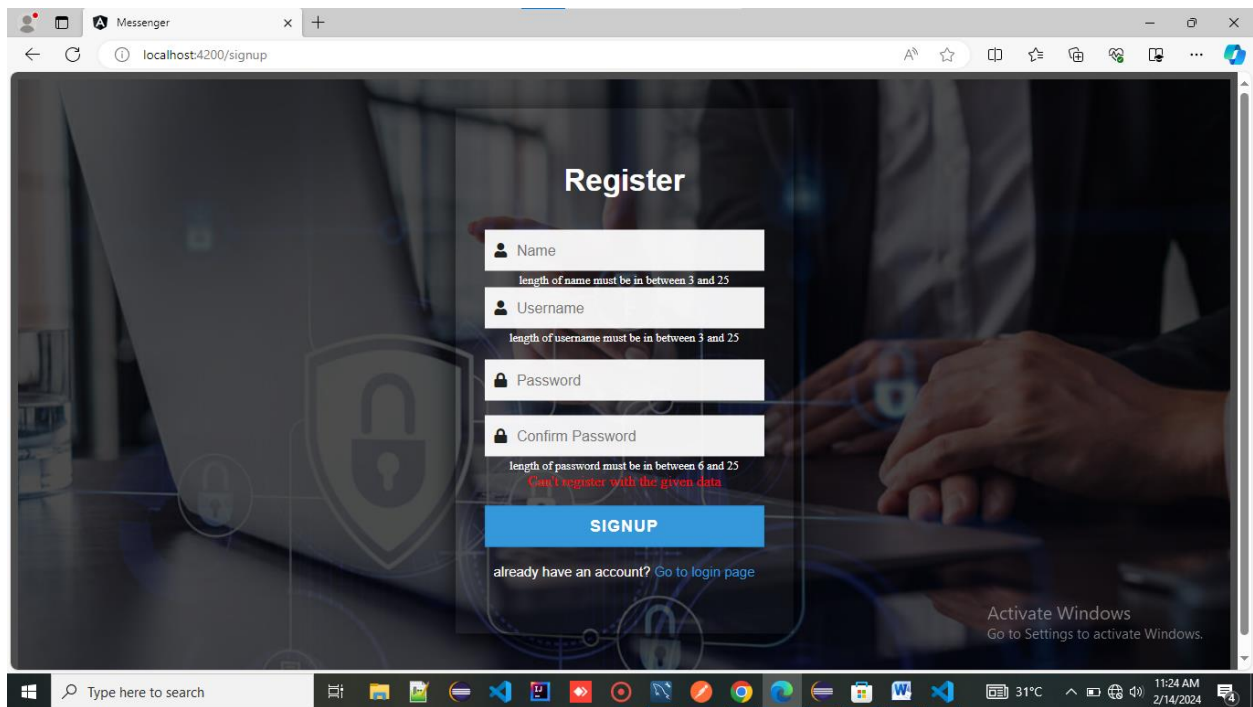 Messenger
localhost:4200/signup
Register
Name
length of name must be in between 3 and 25
Username
length of username must be in between 3 and 25
Password
Confirm Password
length of password must be in between 6 and 25
Can't register with the given data
SIGNUP
already have an account? Go to login page
Activate Windows
Go to Settings to activate Windows.
Type here to search
31°C
11:24 AM
2/14/2024
4